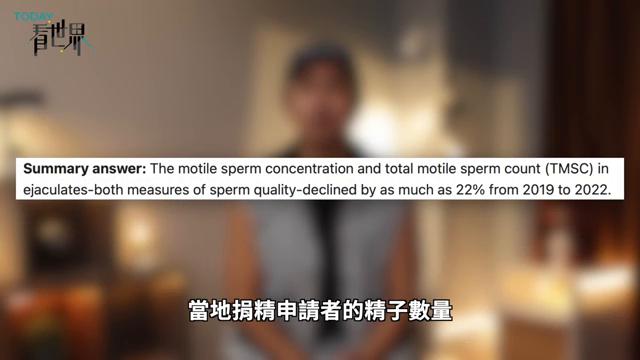 TODAY
看世界
Summary answer: The motile sperm concentration and total motile sperm count (TMSC) in
ejaculates-both measures of sperm quality-declined by as much as 22% from 2019 to 2022.
當地捐精申請者的精子數量